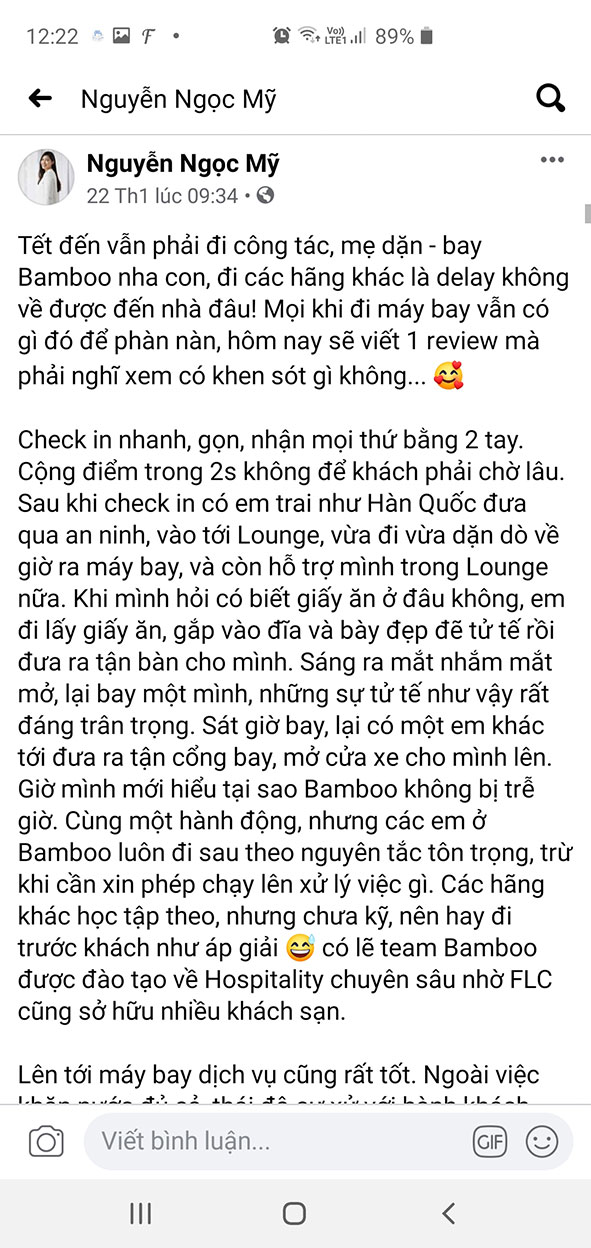 12:22 F • Vo)) LTE1 89%
Nguyễn Ngọc Mỹ
Nguyễn Ngọc Mỹ
22 Th1 lúc 09:34 •
Tết đến vẫn phải đi công tác, mẹ dặn - bay
Bamboo nha con, đi các hãng khác là delay không
về được đến nhà đâu! Mọi khi đi máy bay vẫn có
gì đó để phàn nàn, hôm nay sẽ viết 1 review mà
phải nghĩ xem có khen sót gì không... 🥰
Check in nhanh, gọn, nhận mọi thứ bằng 2 tay.
Cộng điểm trong 2s không để khách phải chờ lâu.
Sau khi check in có em trai như Hàn Quốc đưa
qua an ninh, vào tới Lounge, vừa đi vừa dặn dò về
giờ ra máy bay, và còn hỗ trợ mình trong Lounge
nữa. Khi mình hỏi có biết giấy ăn ở đâu không, em
đi lấy giấy ăn, gắp vào đĩa và bày đẹp đẽ tử tế rồi
đưa ra tận bàn cho mình. Sáng ra mắt nhắm mắt
mở, lại bay một mình, những sự tử tế như vậy rất
đáng trân trọng. Sát giờ bay, lại có một em khác
tới đưa ra tận cổng bay, mở cửa xe cho mình lên.
Giờ mình mới hiểu tại sao Bamboo không bị trễ
giờ. Cùng một hành động, nhưng các em ở
Bamboo luôn đi sau theo nguyên tắc tôn trọng, trừ
khi cần xin phép chạy lên xử lý việc gì. Các hãng
khác học tập theo, nhưng chưa kỹ, nên hay đi
trước khách như áp giải 😅 có lẽ team Bamboo
được đào tạo về Hospitality chuyên sâu nhờ FLC
cũng sở hữu nhiều khách sạn.
Lên tới máy bay dịch vụ cũng rất tốt. Ngoài việc
khăn nước đủ cả, thái độ cư xử với hành khách
Viết bình luận...
GIF